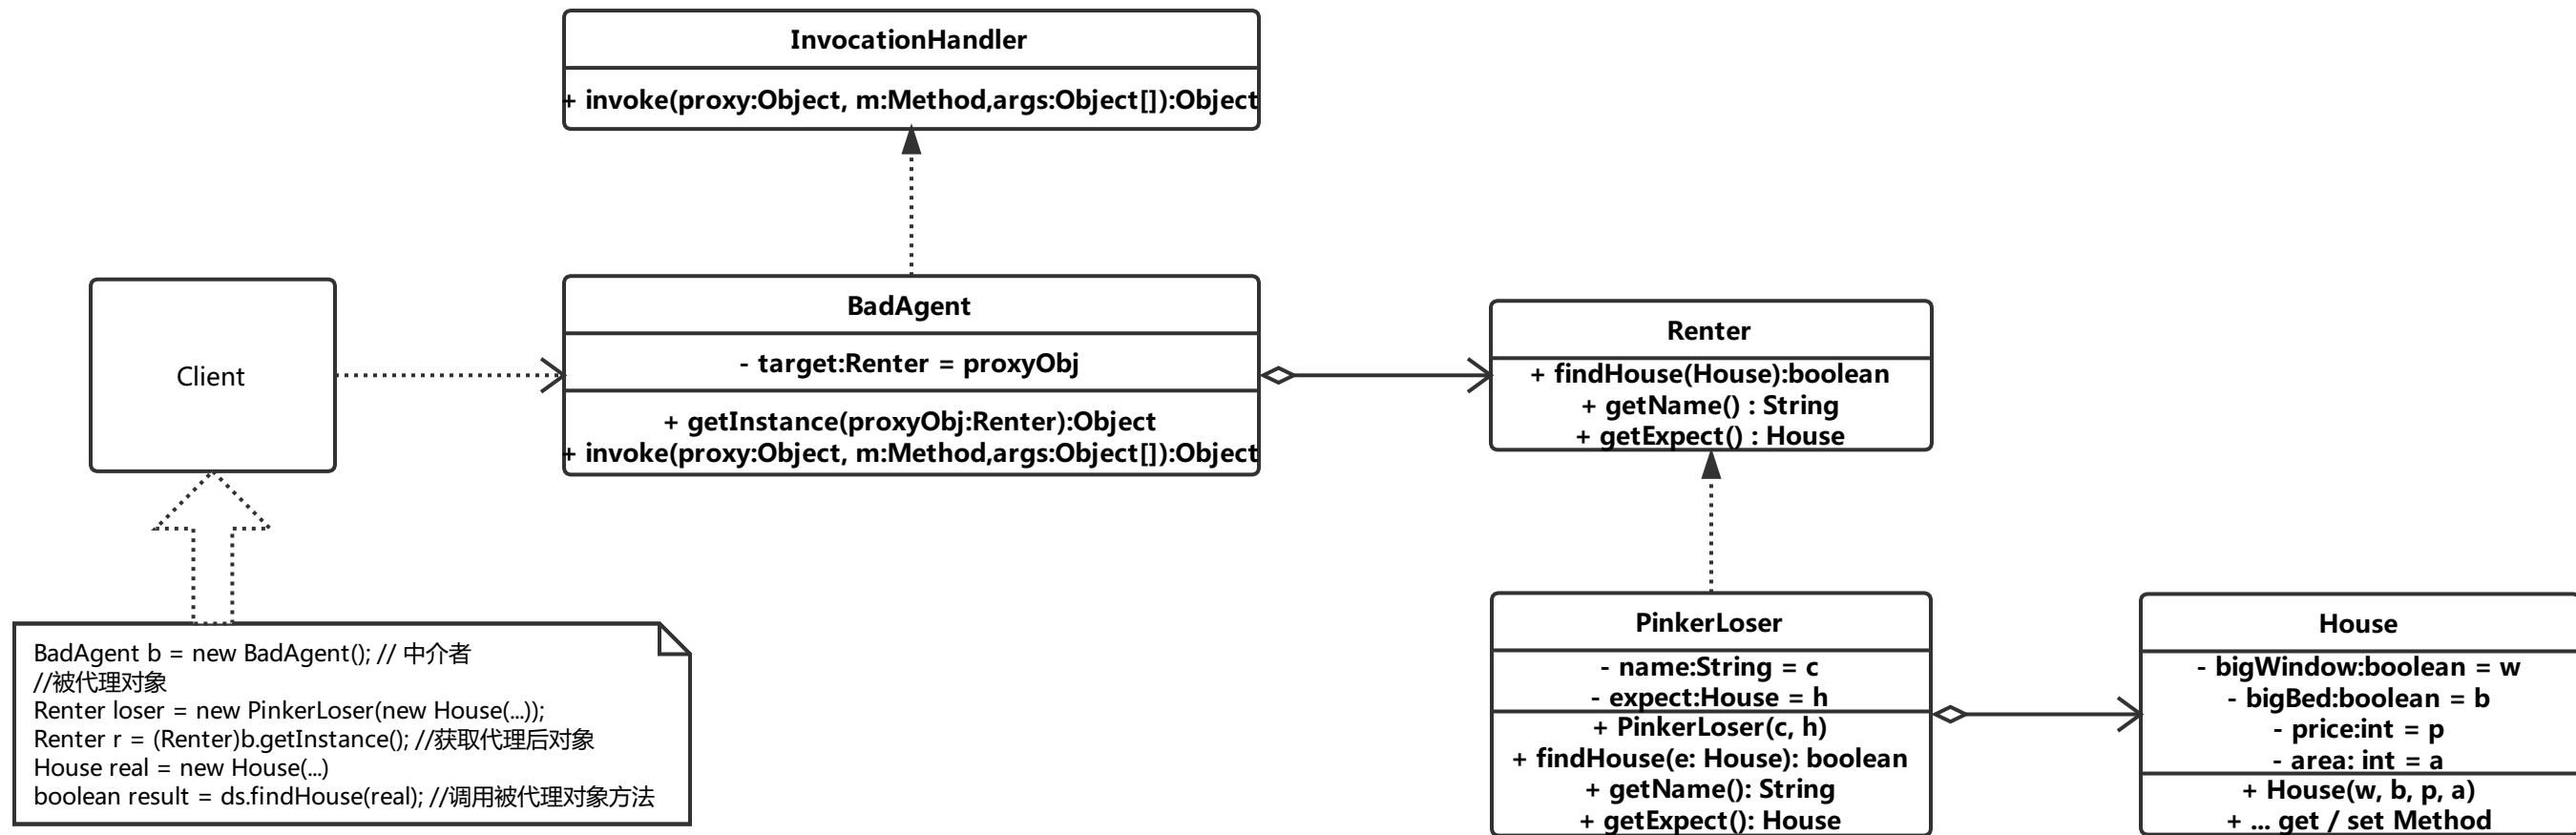 InvocationHandler
+ invoke(proxy:Object, m:Method,args:Object[]):Object
Client
BadAgent
- target:Renter = proxyObj
+ getInstance(proxyObj:Renter):Object
+ invoke(proxy:Object, m:Method,args:Object[]):Object
Renter
+ findHouse(House):boolean
+ getName() : String
+ getExpect() : House
BadAgent b = new BadAgent(); // 中介者
//被代理对象
Renter loser = new PinkerLoser(new House(...));
Renter r = (Renter)b.getInstance(); //获取代理后对象
House real = new House(...)
boolean result = ds.findHouse(real); //调用被代理对象方法
PinkerLoser
- name:String = c
- expect:House = h
+ PinkerLoser(c, h)
+ findHouse(e: House): boolean
+ getName(): String
+ getExpect(): House
House
- bigWindow:boolean = w
- bigBed:boolean = b
- price:int = p
- area: int = a
+ House(w, b, p, a)
+ ... get / set Method